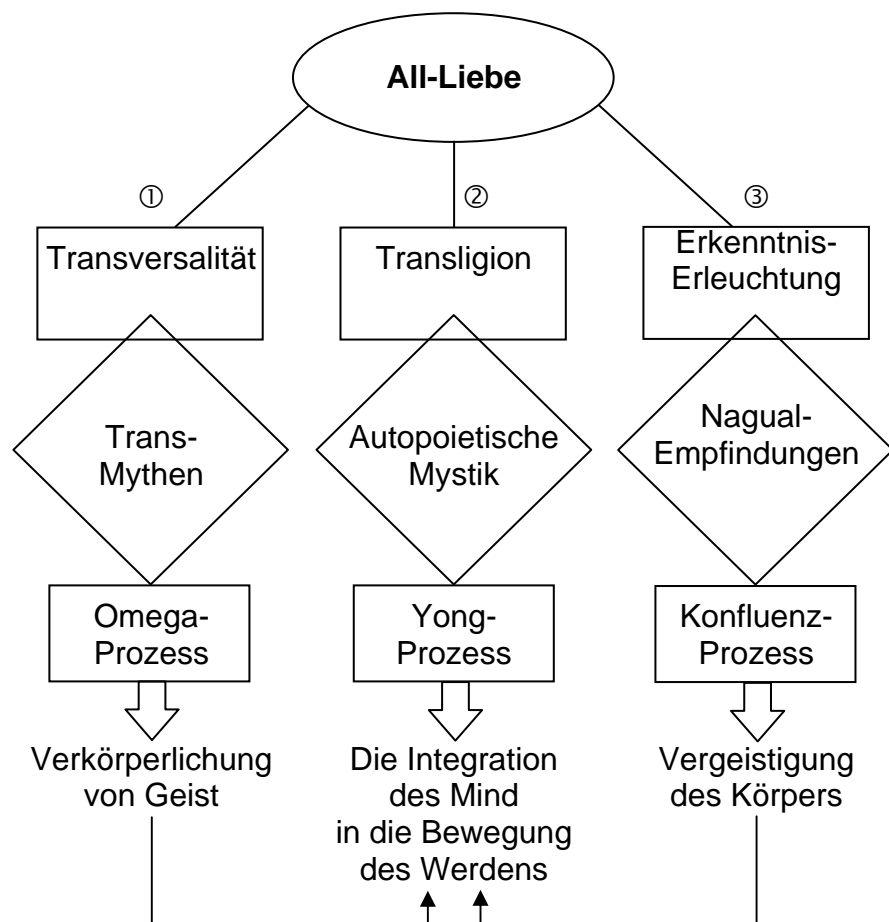 All-Liebe
①
②
③
Transversalität
Transligion
Erkenntnis-
Erleuchtung
Trans-
Mythen
Autopoietische
Mystik
Nagual-
Empfindungen
Omega-
Prozess
Yong-
Prozess
Konfluenz-
Prozess
Verkörperlichung
von Geist
Die Integration
des Mind
in die Bewegung
des Werdens
Vergeistigung
des Körpers